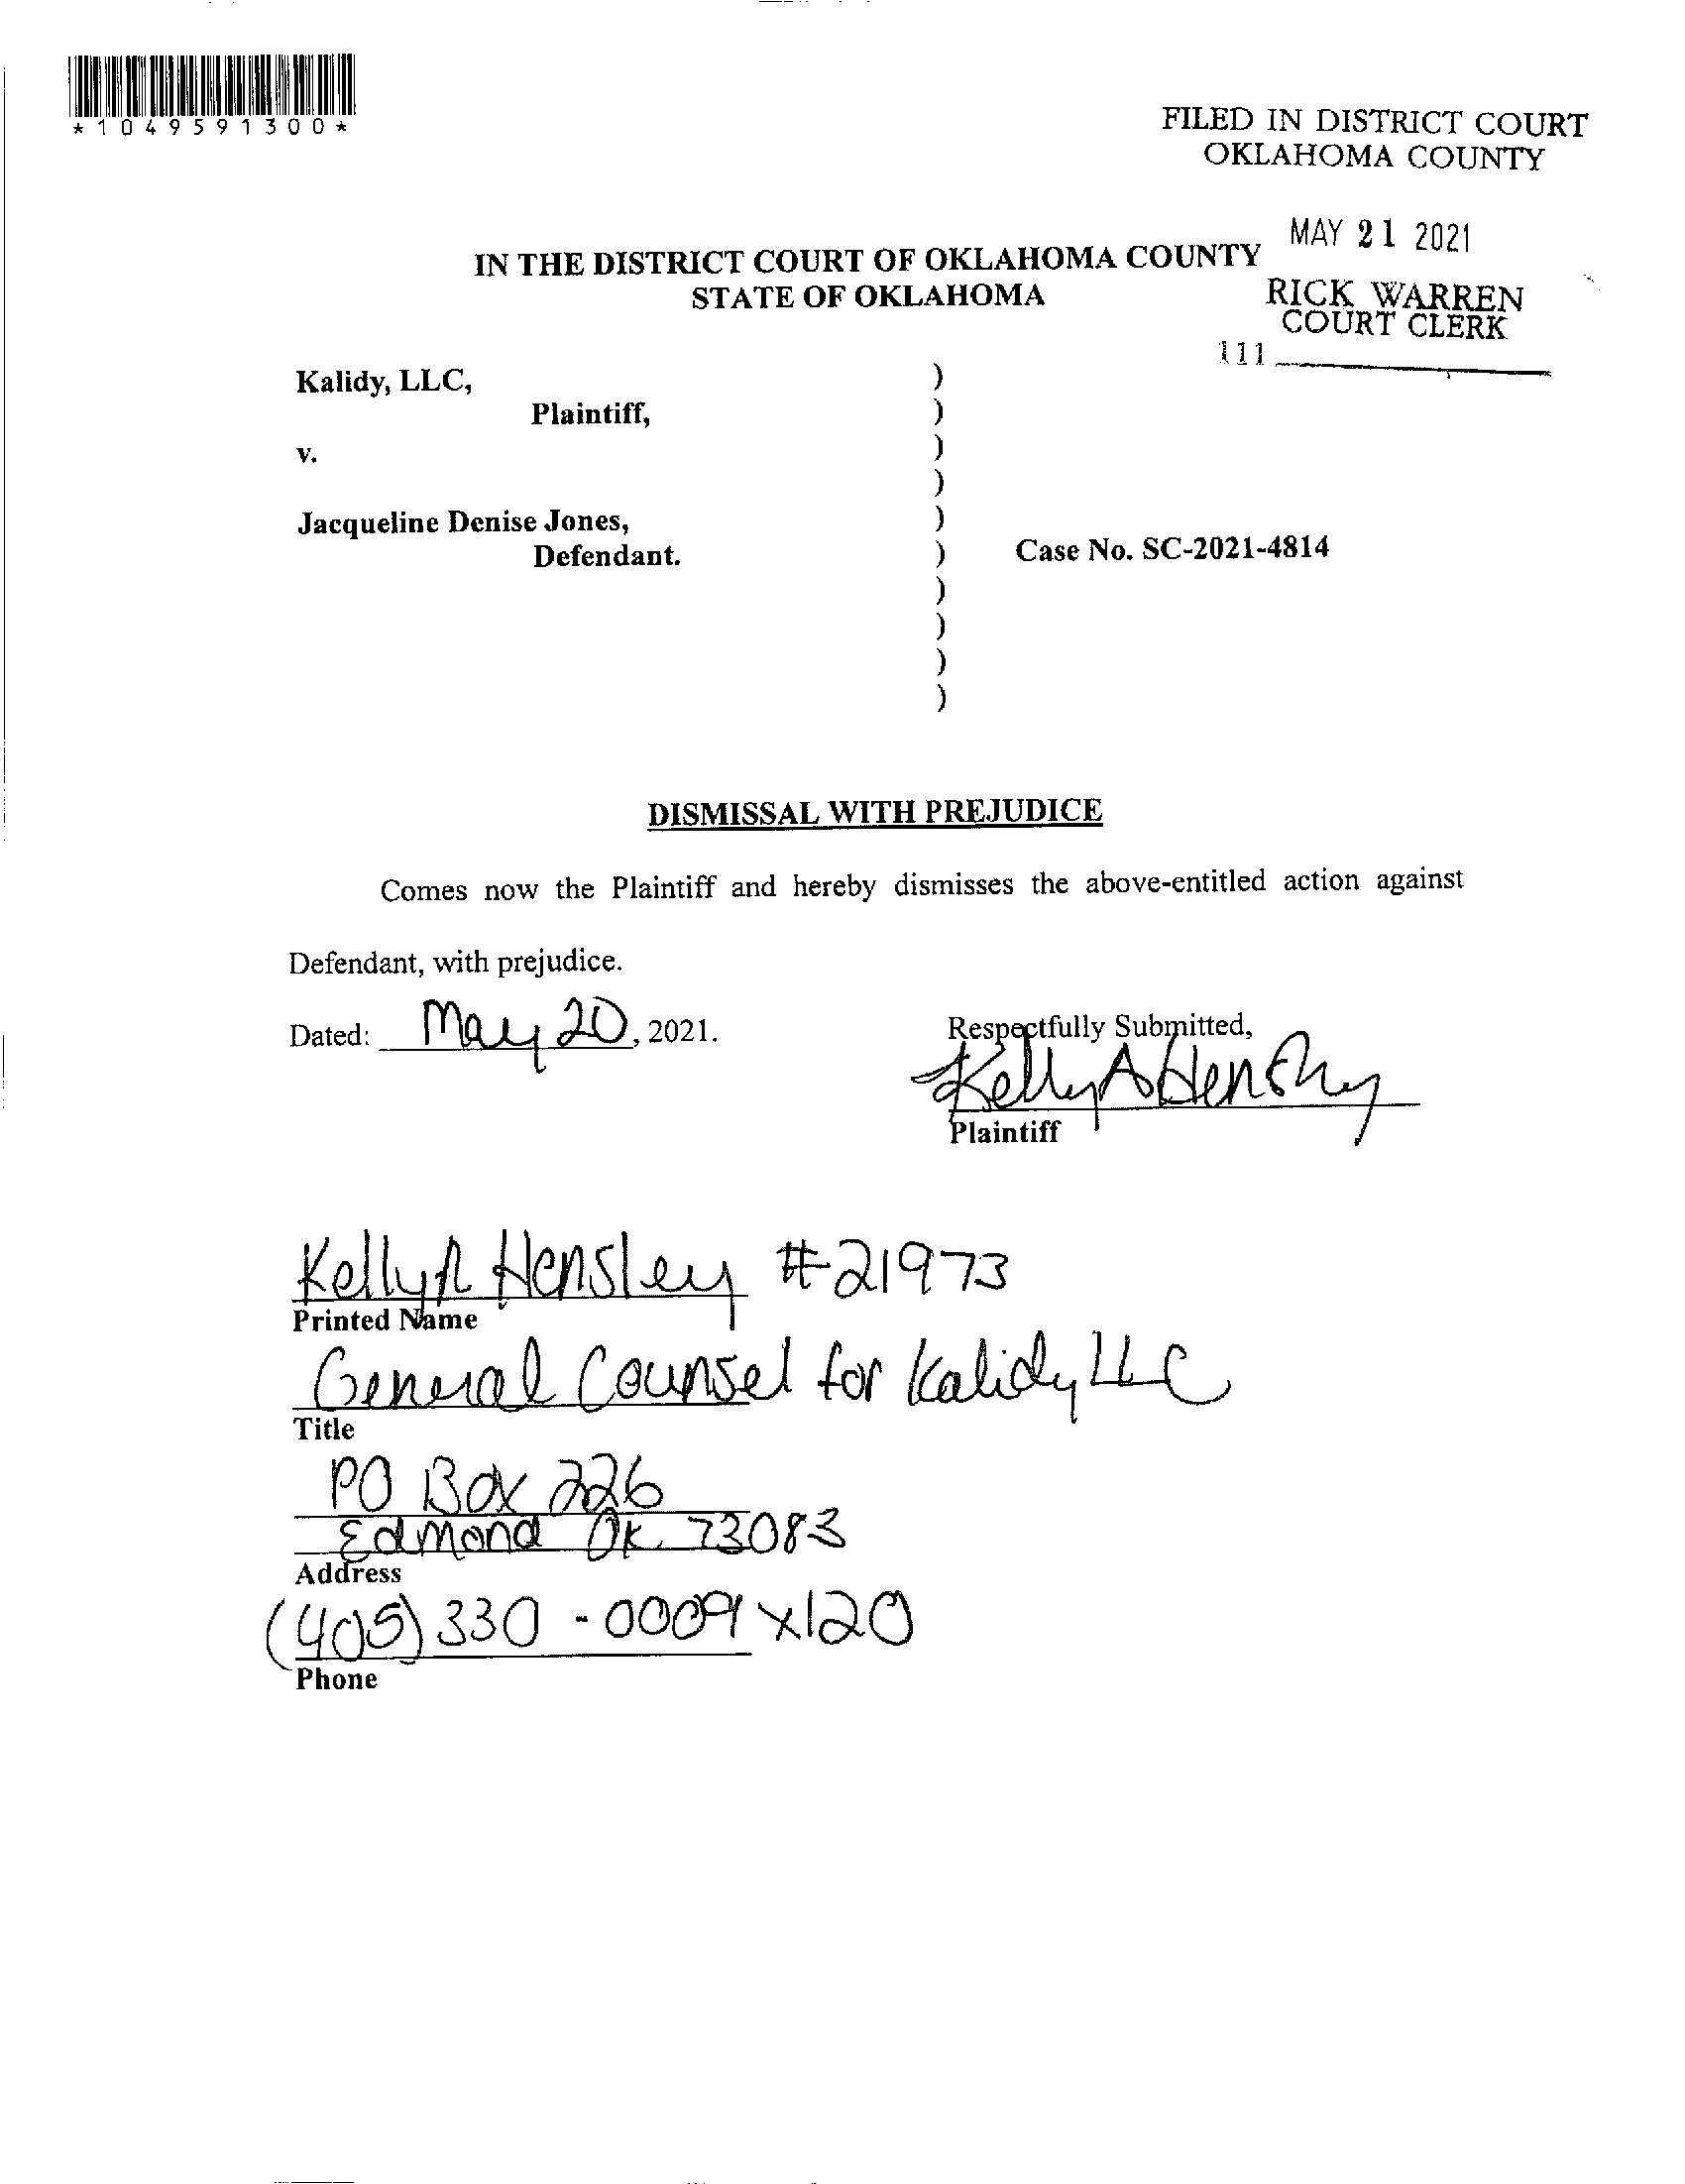 *1049591300*
FILED IN DISTRICT COURT
OKLAHOMA COUNTY
MAY 21 2021
RICK WARREN
COURT CLERK
111
IN THE DISTRICT COURT OF OKLAHOMA COUNTY
STATE OF OKLAHOMA
Kalidy, LLC, )
Plaintiff, )
v. )
)
Jacqueline Denise Jones, )
Defendant. ) Case No. SC-2021-4814
)
)
)
)
DISMISSAL WITH PREJUDICE
Comes now the Plaintiff and hereby dismisses the above-entitled action against
Defendant, with prejudice.
Dated: May 20, 2021. Respectfully Submitted,
Kelly A Hensley
Plaintiff
Kelly A Hensley #21973
Printed Name
General Counsel for Kalidy LLC
Title
PO Box 226
Edmond OK 73083
Address
(405) 330-0009 x120
Phone